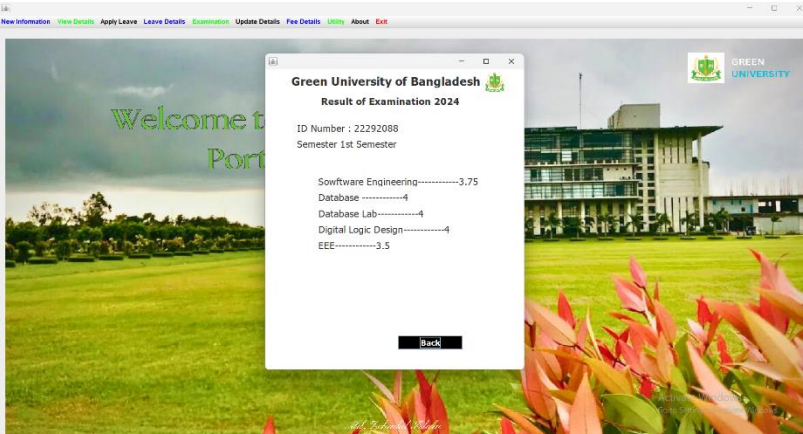 New Information View Details Apply Leave Leave Details Examination Update Details Fee Details Utility About Exit
GREEN
UNIVERSITY
Welcome t
Port
Green University of Bangladesh
Result of Examination 2024
ID Number : 22292088
Semester 1st Semester
Sowftware Engineering------------3.75
Database ------------4
Database Lab------------4
Digital Logic Design------------4
EEE------------3.5
Back